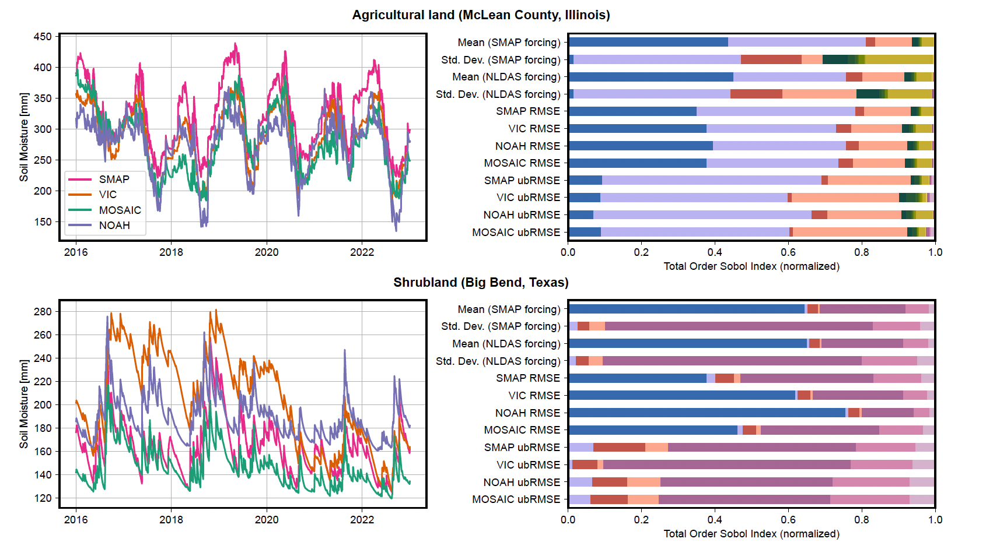 Agricultural land (McLean County, Illinois)
Soil Moisture [mm]
450
400
350
300
250
200
150
SMAP
VIC
MOSAIC
NOAH
2016
2018
2020
2022
Mean (SMAP forcing)
Std. Dev. (SMAP forcing)
Mean (NLDAS forcing)
Std. Dev. (NLDAS forcing)
SMAP RMSE
VIC RMSE
NOAH RMSE
MOSAIC RMSE
SMAP ubRMSE
VIC ubRMSE
NOAH ubRMSE
MOSAIC ubRMSE
0.0
0.2
0.4
0.6
0.8
1.0
Total Order Sobol Index (normalized)
Shrubland (Big Bend, Texas)
Soil Moisture [mm]
280
260
240
220
200
180
160
140
120
2016
2018
2020
2022
Mean (SMAP forcing)
Std. Dev. (SMAP forcing)
Mean (NLDAS forcing)
Std. Dev. (NLDAS forcing)
SMAP RMSE
VIC RMSE
NOAH RMSE
MOSAIC RMSE
SMAP ubRMSE
VIC ubRMSE
NOAH ubRMSE
MOSAIC ubRMSE
0.0
0.2
0.4
0.6
0.8
1.0
Total Order Sobol Index (normalized)